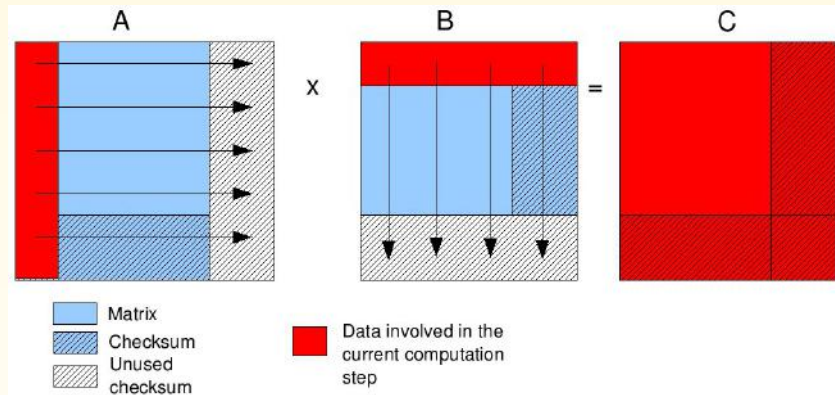 A
B
C
x
=
Matrix
Checksum
Unused
checksum
Data involved in the
current computation
step